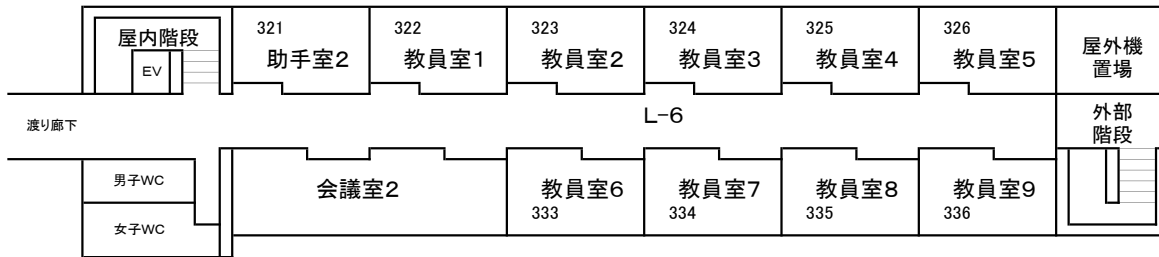 屋内階段
EV
321
助手室2
322
教員室1
323
教員室2
324
教員室3
325
教員室4
326
教員室5
屋外機
置場
渡り廊下
L-6
外部
階段
男子WC
女子WC
会議室2
教員室6
333
教員室7
334
教員室8
335
教員室9
336